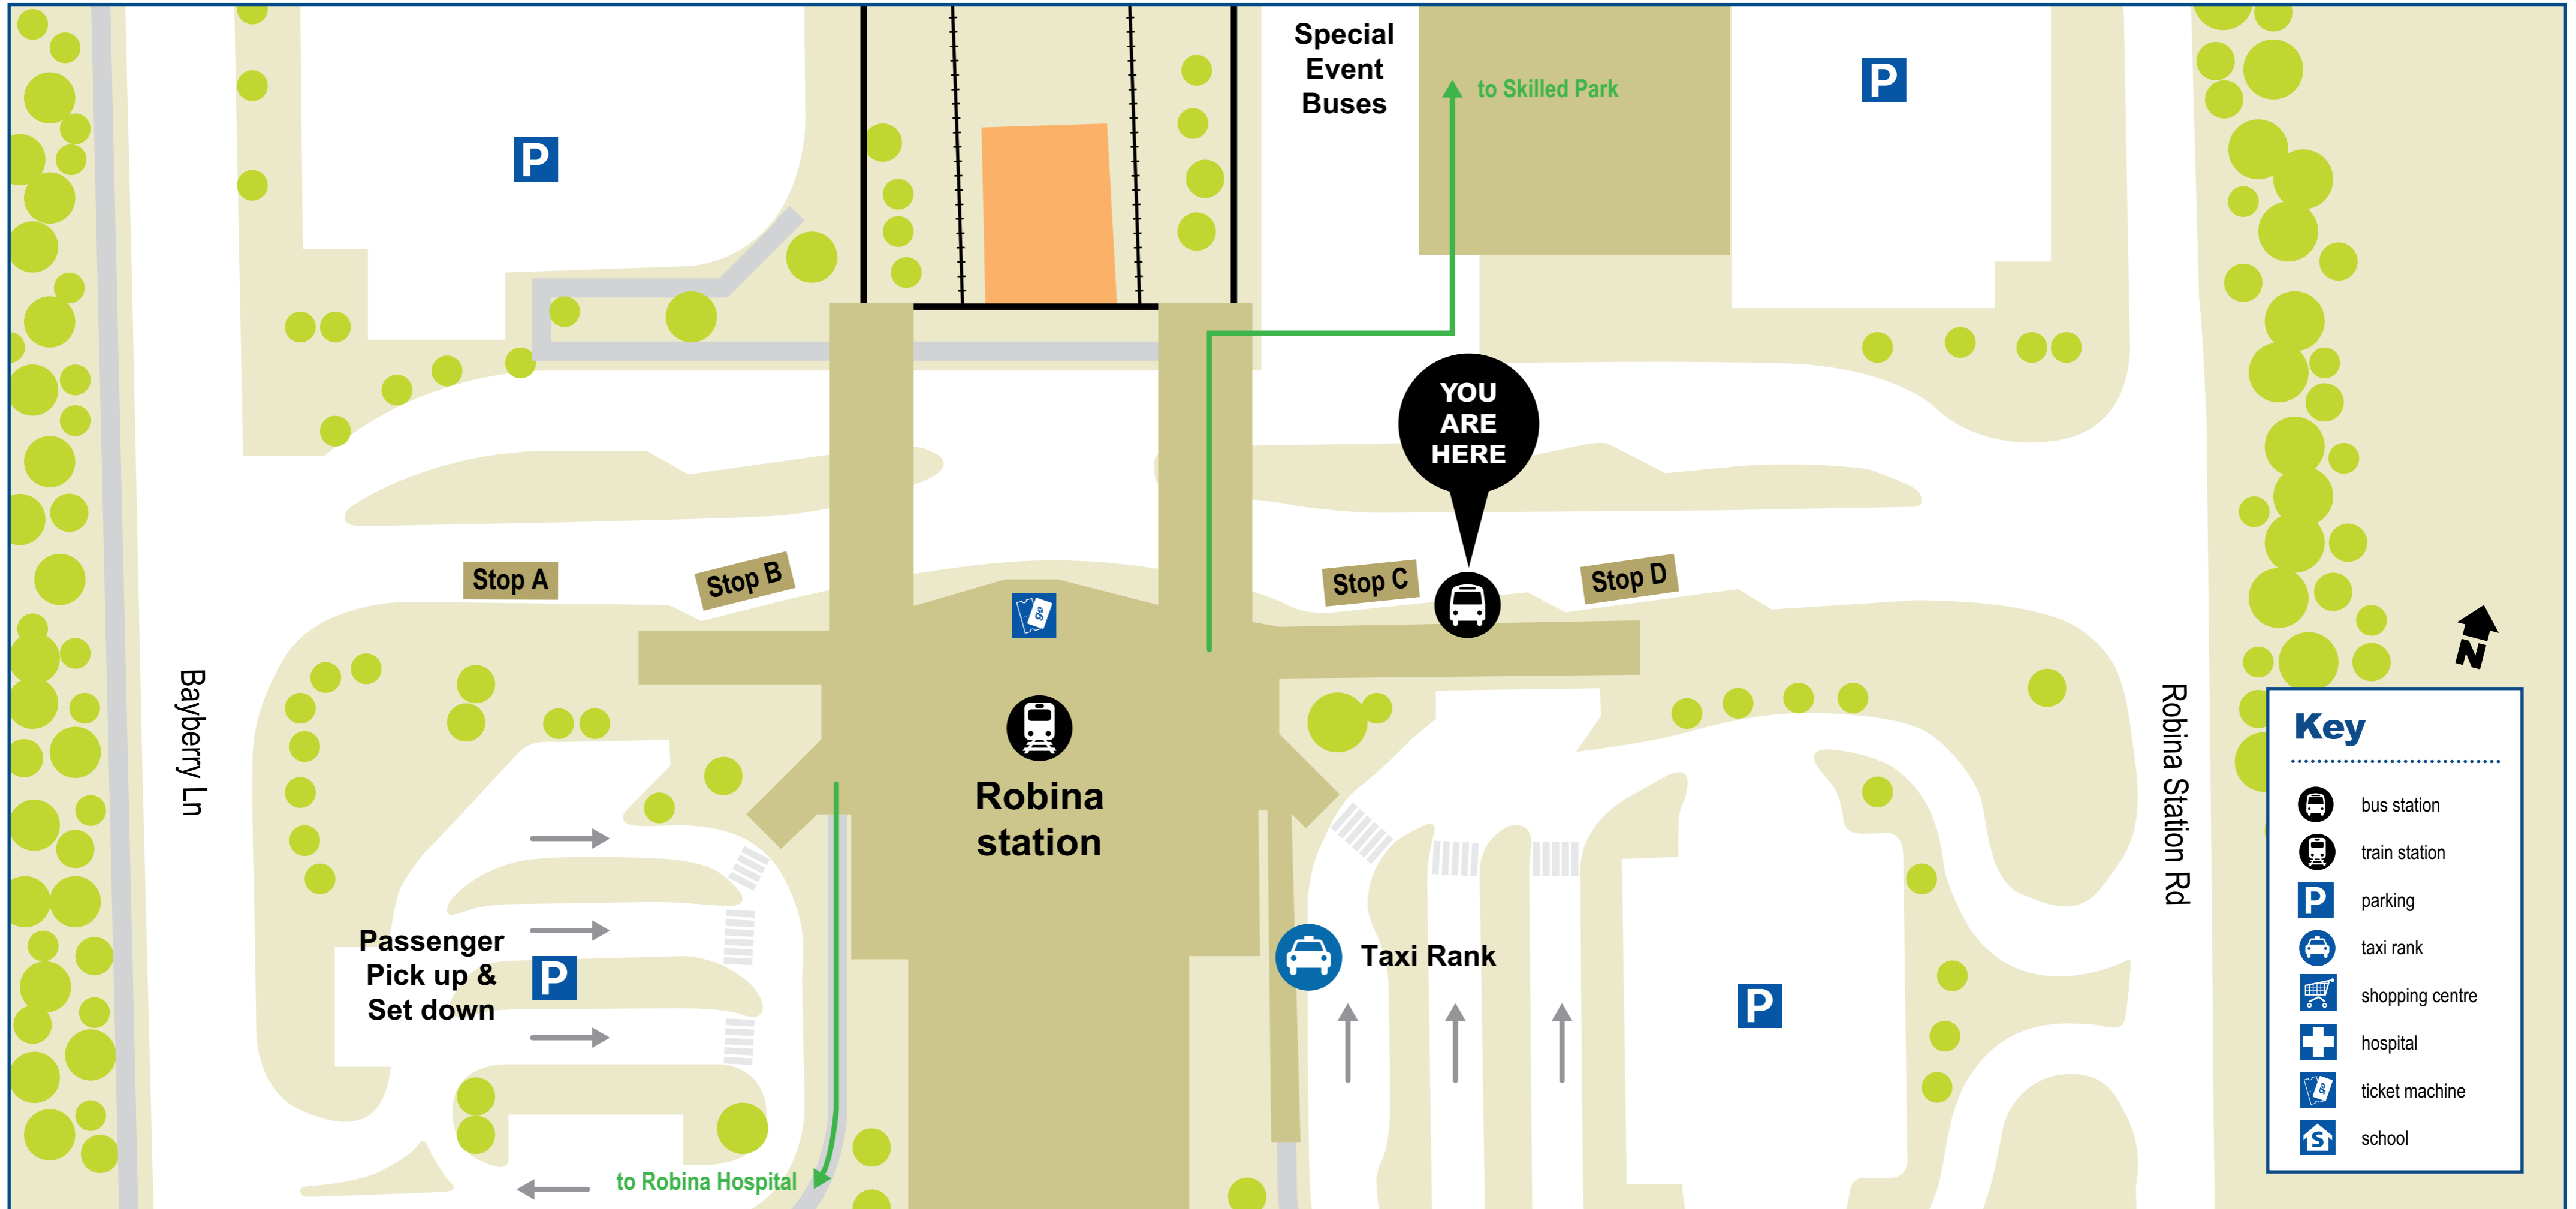 Special
Event
Buses
to Skilled Park
P
P
YOU
ARE
HERE
Stop A
Stop B
Stop C
Stop D
go
Bayberry Ln
Robina Station Rd
N
Robina
station
Passenger
Pick up &
Set down
P
Taxi Rank
P
to Robina Hospital
Key
bus station
train station
P parking
taxi rank
shopping centre
hospital
go ticket machine
S school